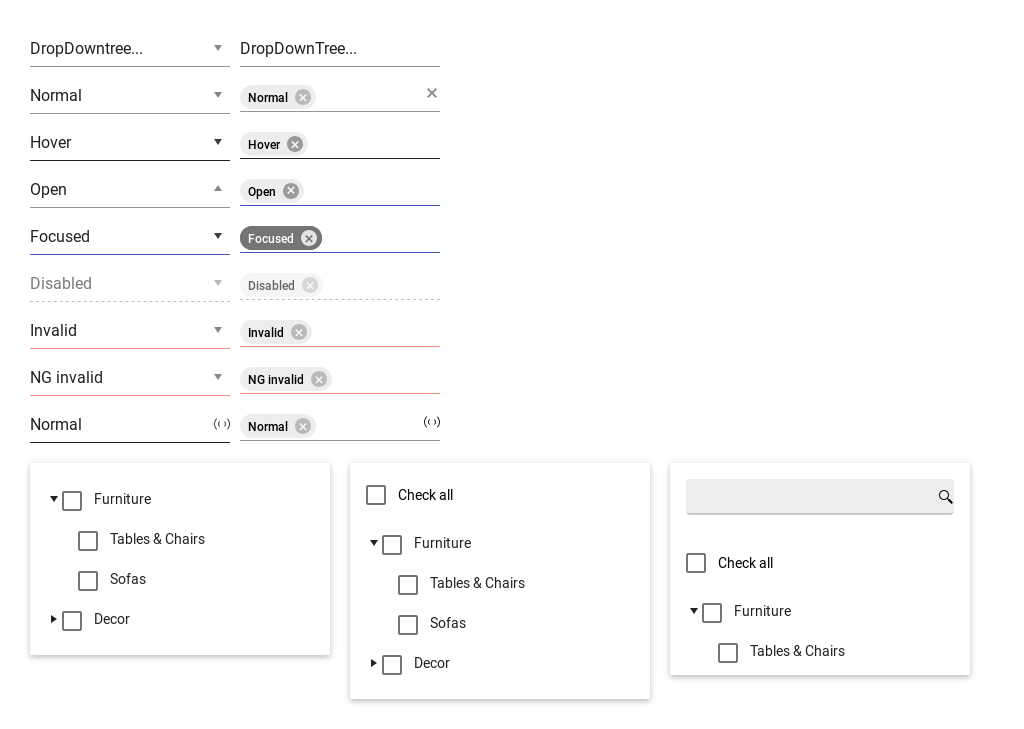 DropDowntree... DropDownTree...
Normal Normal
Hover Hover
Open Open
Focused Focused
Disabled Disabled
Invalid Invalid
NG invalid NG invalid
Normal Normal
Furniture
Tables & Chairs
Sofas
Decor
Check all
Furniture
Tables & Chairs
Sofas
Decor
Check all
Furniture
Tables & Chairs